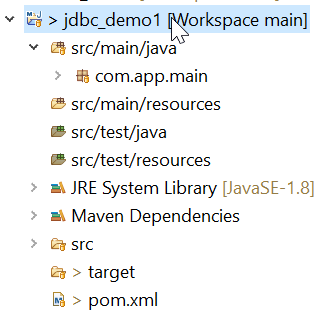 > jdbc_demo1 [Workspace main]
src/main/java
> com.app.main
src/main/resources
src/test/java
src/test/resources
JRE System Library [JavaSE-1.8]
Maven Dependencies
src
> target
> pom.xml